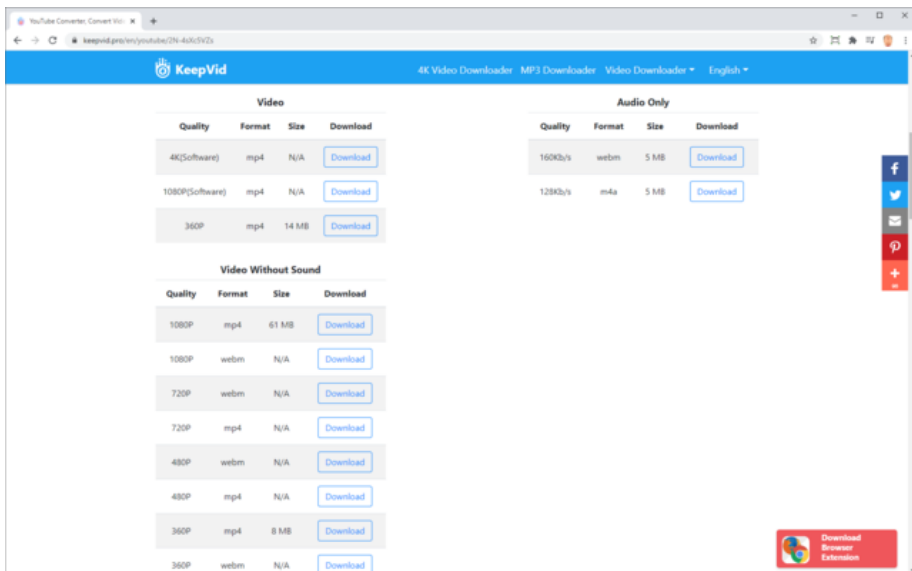 YouTube Converter, Convert Vid
keepvid.pro/en/youtube/2N-4sXc5VZs
KeepVid
4K Video Downloader MP3 Downloader Video Downloader English
Video
Quality Format Size Download
4K(Software) mp4 N/A Download
1080P(Software) mp4 N/A Download
360P mp4 14 MB Download
Audio Only
Quality Format Size Download
160Kb/s webm 5 MB Download
128Kb/s m4a 5 MB Download
Video Without Sound
Quality Format Size Download
1080P mp4 61 MB Download
1080P webm N/A Download
720P webm N/A Download
720P mp4 N/A Download
480P webm N/A Download
480P mp4 N/A Download
360P mp4 8 MB Download
360P webm N/A Download
Download
Browser
Extension